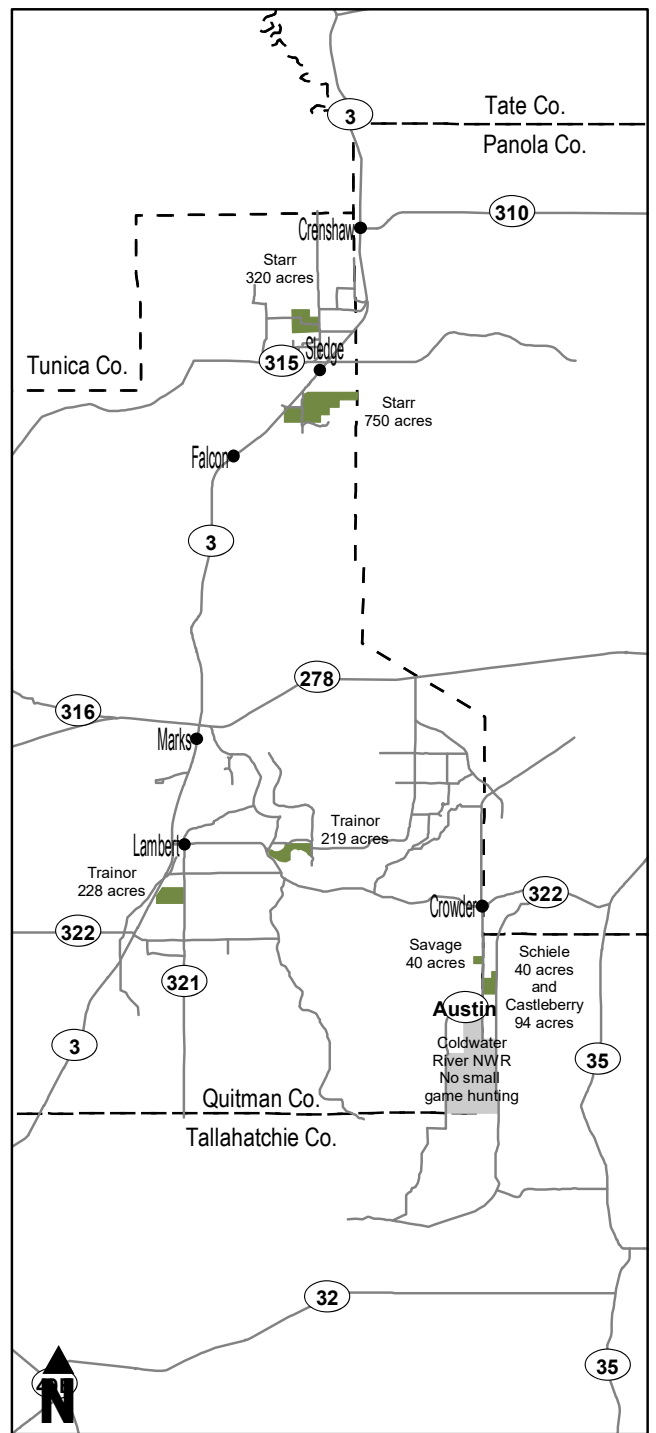 3
Tate Co.
Panola Co.
310
Crenshaw
Starr
320 acres
Sledge
315
Tunica Co.
Starr
750 acres
Falcon
3
278
316
Marks
Trainor
219 acres
Lambert
Trainor
228 acres
Crowder
322
322
Savage
40 acres
Schiele
40 acres
and
Castleberry
94 acres
321
Austin
Coldwater
River NWR
No small
game hunting
3
35
Quitman Co.
Tallahatchie Co.
32
35
N